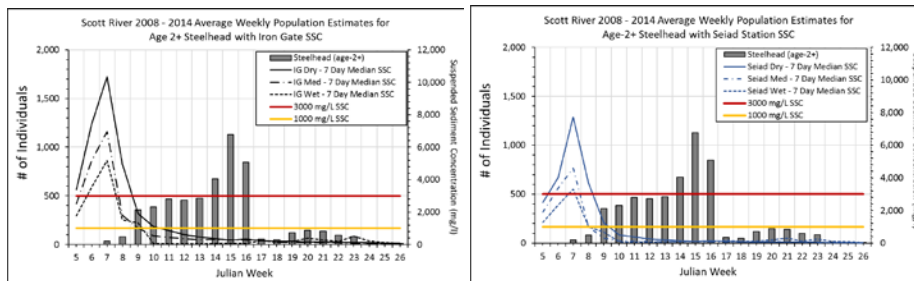 Scott River 2008 - 2014 Average Weekly Population Estimates for
Age 2+ Steelhead with Iron Gate SSC
2,000
1,500
1,000
500
0
# of Individuals
Steelhead (age-2+)
IG Dry - 7 Day Median SSC
IG Med - 7 Day Median SSC
IG Wet - 7 Day Median SSC
3000 mg/L SSC
1000 mg/L SSC
12,000
10,000
8,000
6,000
4,000
2,000
0
Suspended Sediment Concentration (mg/l)
5 6 7 8 9 10 11 12 13 14 15 16 17 18 19 20 21 22 23 24 25 26
Julian Week
Scott River 2008 - 2014 Average Weekly Population Estimates for
Age-2+ Steelhead with Seiad Station SSC
2,000
1,500
1,000
500
0
# of Individuals
Steelhead (age-2+)
Seiad Dry - 7 Day Median SSC
Seiad Med - 7 Day Median SSC
Seiad Wet - 7 Day Median SSC
3000 mg/L SSC
1000 mg/L SSC
12,000
10,000
8,000
6,000
4,000
2,000
0
Suspended Sediment Concentration (mg/l)
5 6 7 8 9 10 11 12 13 14 15 16 17 18 19 20 21 22 23 24 25 26
Julian Week